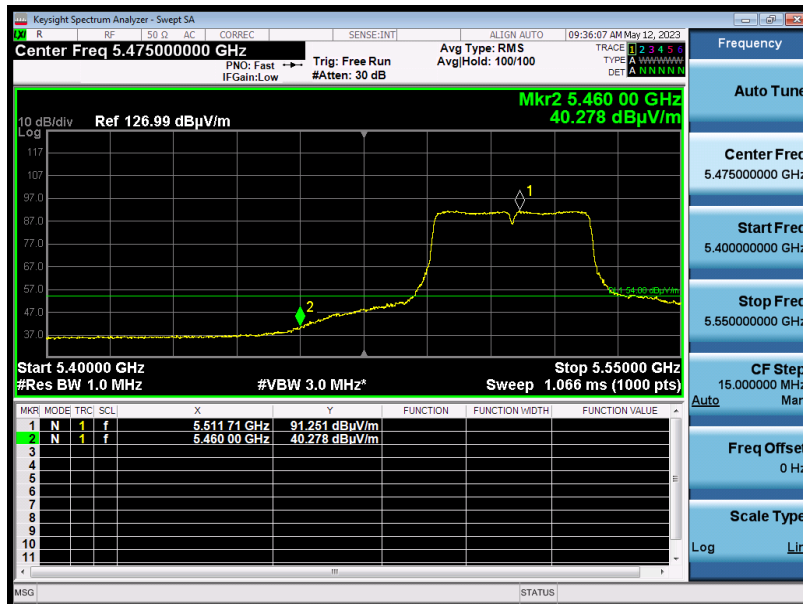 Keysight Spectrum Analyzer - Swept SA
LXI R RF 50 Ω AC CORREC SENSE:INT ALIGN AUTO 09:36:07 AM May 12, 2023
Center Freq 5.475000000 GHz
PNO: Fast
IFGain:Low
Trig: Free Run
#Atten: 30 dB
Avg Type: RMS
Avg|Hold: 100/100
TRACE 1 2 3 4 5 6
TYPE A WWWWW
DET A N N N N N
Mkr2 5.460 00 GHz
40.278 dBµV/m
10 dB/div Ref 126.99 dBµV/m
Log
117
107
97.0
87.0
77.0
67.0
57.0
47.0
37.0
1
2
54.00 dBµV/m
Start 5.40000 GHz Stop 5.55000 GHz
#Res BW 1.0 MHz #VBW 3.0 MHz* Sweep 1.066 ms (1000 pts)
MKR MODE TRC SCL X Y FUNCTION FUNCTION WIDTH FUNCTION VALUE
1 N 1 f 5.511 71 GHz 91.251 dBµV/m
2 N 1 f 5.460 00 GHz 40.278 dBµV/m
3
4
5
6
7
8
9
10
11
MSG STATUS
Frequency
Auto Tune
Center Freq
5.475000000 GHz
Start Freq
5.400000000 GHz
Stop Freq
5.550000000 GHz
CF Step
15.000000 MHz
Auto Man
Freq Offset
0 Hz
Scale Type
Log Lin